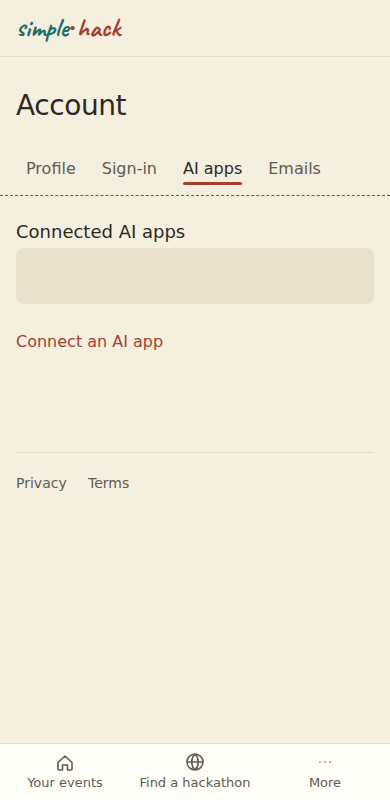 simple·hack
Account
Profile Sign-in AI apps Emails
Connected AI apps
Connect an AI app
Privacy Terms
Your events Find a hackathon More